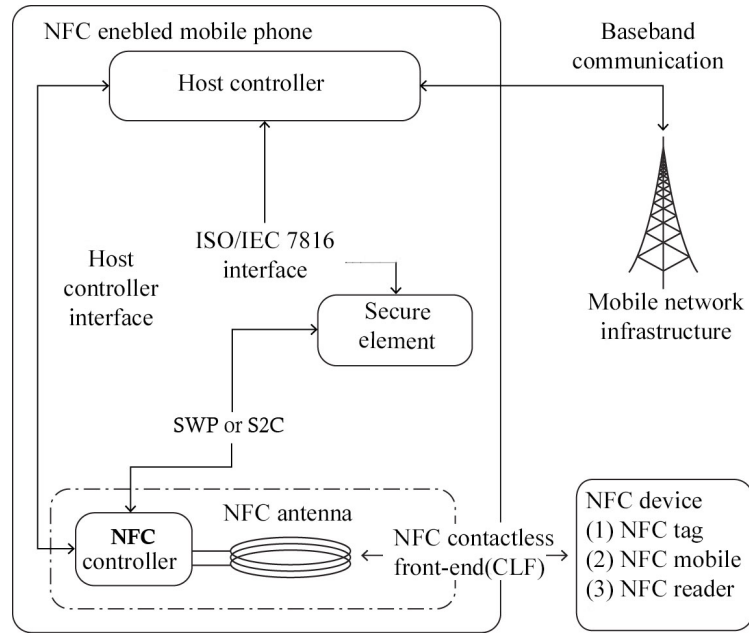 NFC enebled mobile phone
Host controller
Baseband
communication
ISO/IEC 7816
interface
Host
controller
interface
Secure
element
Mobile network
infrastructure
SWP or S2C
NFC
controller
NFC antenna
NFC contactless
front-end(CLF)
NFC device
(1) NFC tag
(2) NFC mobile
(3) NFC reader